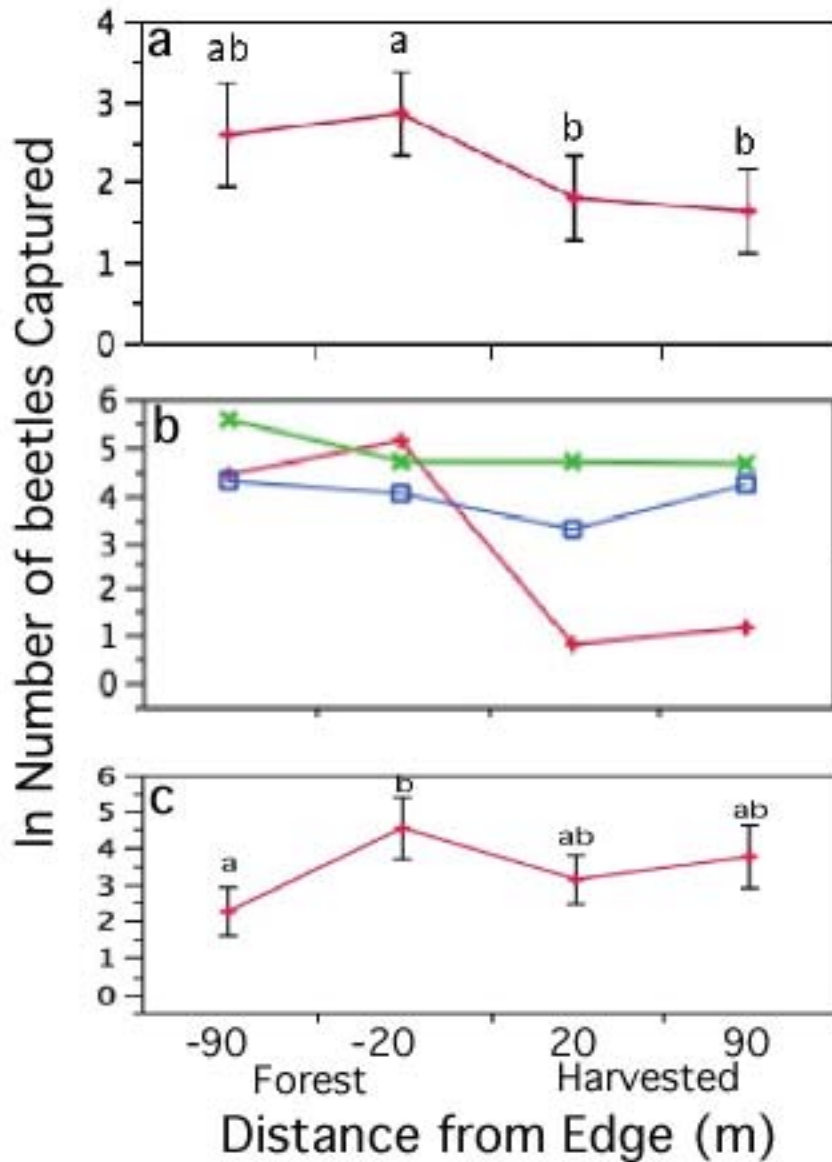 ln Number of beetles Captured
4
3
2
1
0
a
ab
a
b
b
6
5
4
3
2
1
0
b
6
5
4
3
2
1
0
c
a
b
ab
ab
-90 -20 20 90
Forest Harvested
Distance from Edge (m)